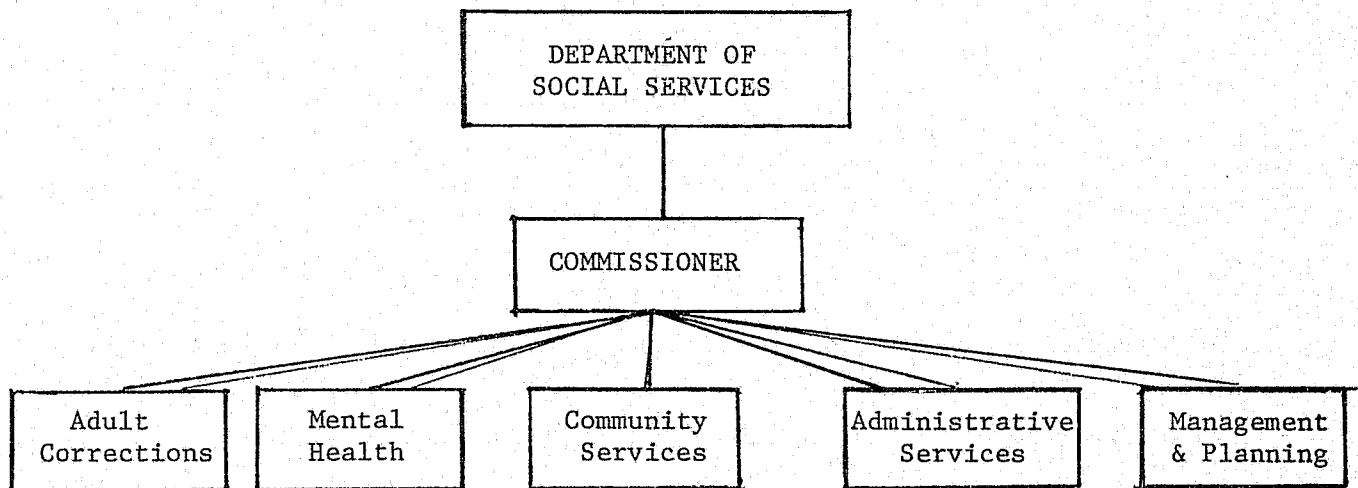 DEPARTMENT OF
SOCIAL SERVICES
COMMISSIONER
Adult
Corrections
Mental
Health
Community
Services
Administrative
Services
Management
& Planning